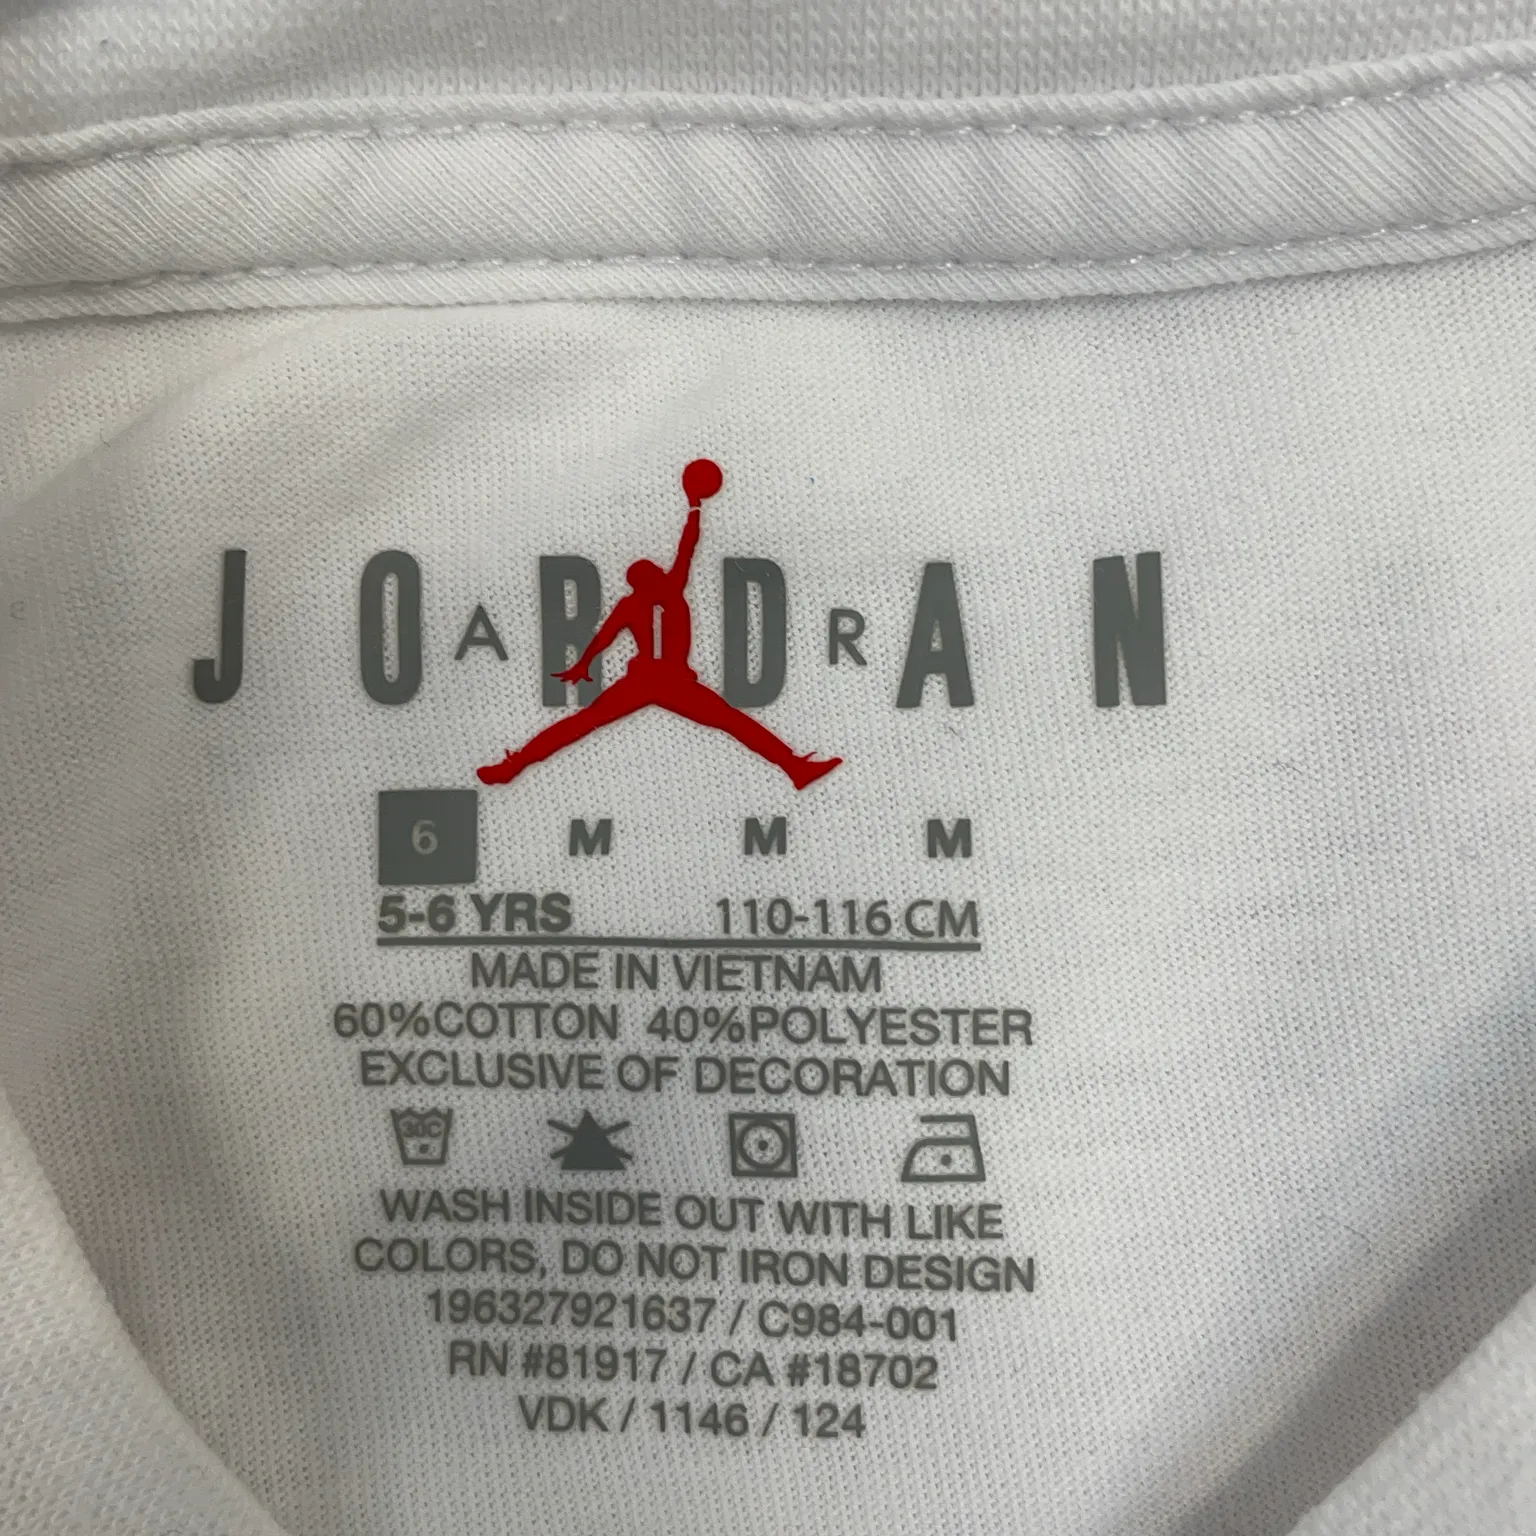 JORDAN
AIR
6 M M M
5-6 YRS 110-116 CM
MADE IN VIETNAM
60%COTTON 40%POLYESTER
EXCLUSIVE OF DECORATION
30C
WASH INSIDE OUT WITH LIKE
COLORS, DO NOT IRON DESIGN
196327921637 / C984-001
RN #81917 / CA #18702
VDK / 1146 / 124